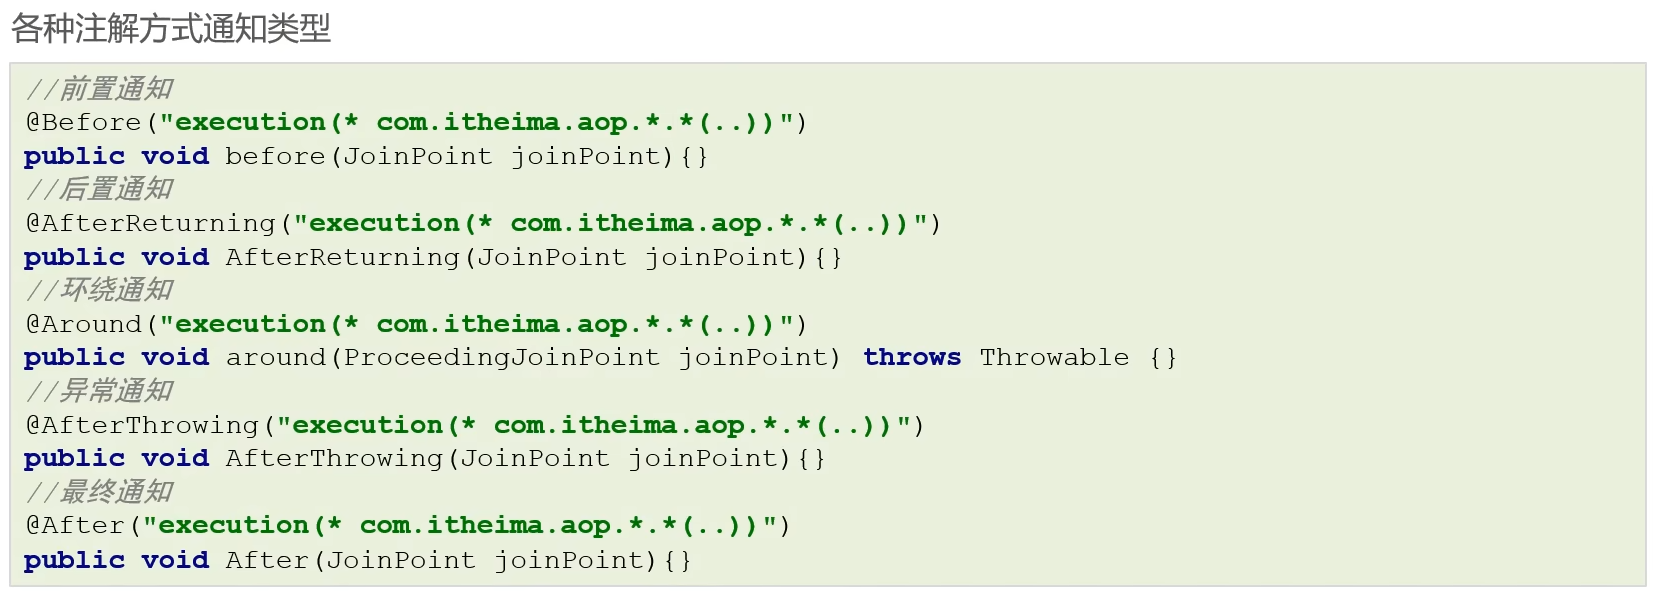 各种注解方式通知类型
//前置通知
@Before("execution(* com.itheima.aop.*.*(..))")
public void before(JoinPoint joinPoint){}
//后置通知
@AfterReturning("execution(* com.itheima.aop.*.*(..))")
public void AfterReturning(JoinPoint joinPoint){}
//环绕通知
@Around("execution(* com.itheima.aop.*.*(..))")
public void around(ProceedingJoinPoint joinPoint) throws Throwable {}
//异常通知
@AfterThrowing("execution(* com.itheima.aop.*.*(..))")
public void AfterThrowing(JoinPoint joinPoint){}
//最终通知
@After("execution(* com.itheima.aop.*.*(..))")
public void After(JoinPoint joinPoint){}